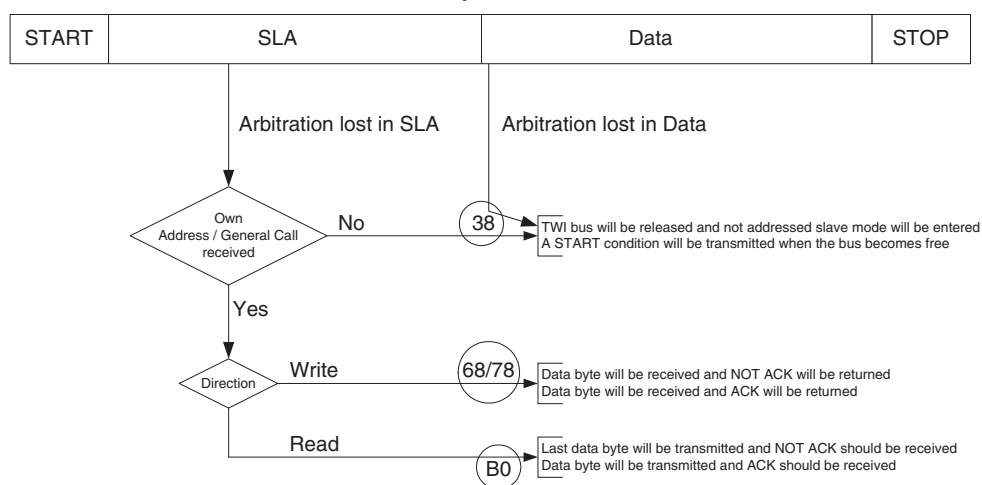 START SLA Data STOP
Arbitration lost in SLA Arbitration lost in Data
Own
Address / General Call
received
No
38
TWI bus will be released and not addressed slave mode will be entered
A START condition will be transmitted when the bus becomes free
Yes
Direction
Write
68/78
Data byte will be received and NOT ACK will be returned
Data byte will be received and ACK will be returned
Read
B0
Last data byte will be transmitted and NOT ACK should be received
Data byte will be transmitted and ACK should be received